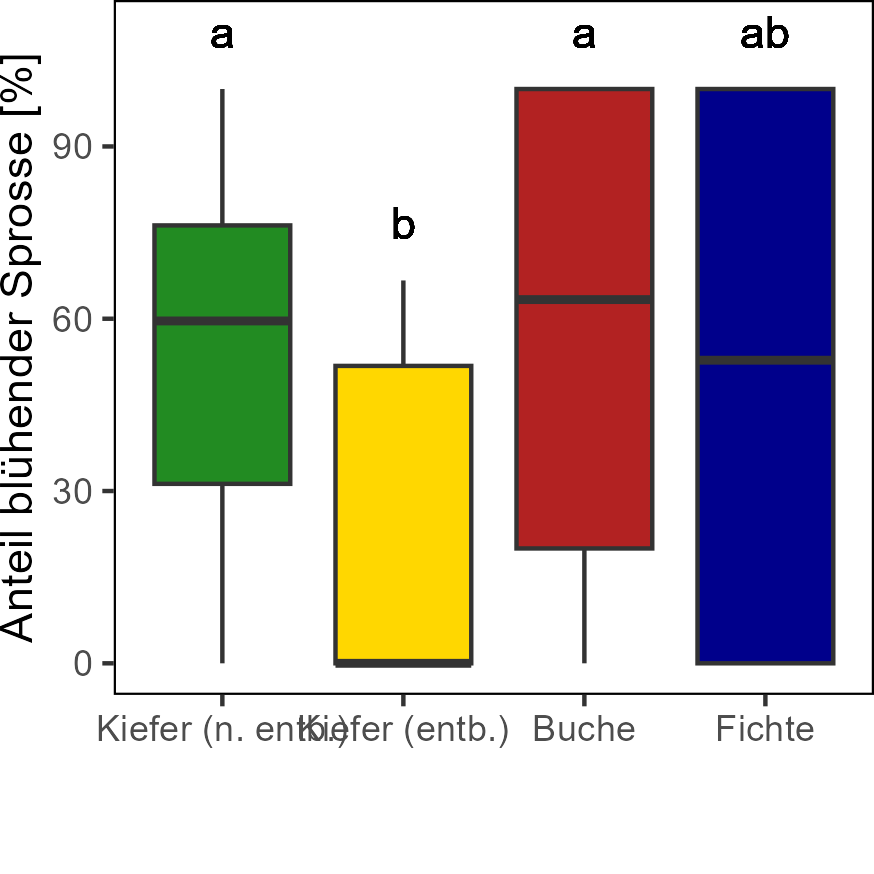 Anteil blühender Sprosse [%]
90
60
30
0
a
b
a
ab
Kiefer (n. entb.)
Kiefer (entb.)
Buche
Fichte